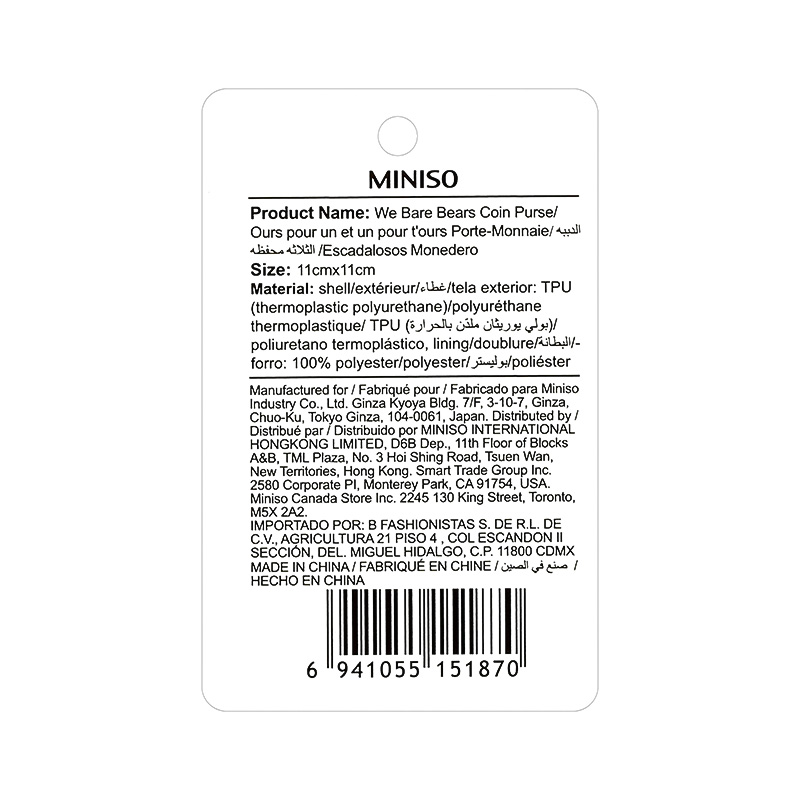 MINISO
Product Name: We Bare Bears Coin Purse/
Ours pour un et un pour t'ours Porte-Monnaie/ الدببه
الثلاثه محفظه /Escadalosos Monedero
Size: 11cmx11cm
Material: shell/extérieur/غطاء/tela exterior: TPU
(thermoplastic polyurethane)/polyuréthane
thermoplastique/ TPU (بولي يوريثان ملدّن بالحرارة)/
poliuretano termoplástico, lining/doublure/البطانة/-
forro: 100% polyester/polyester/بوليستر/poliéster
Manufactured for / Fabriqué pour / Fabricado para Miniso
Industry Co., Ltd. Ginza Kyoya Bldg. 7/F, 3-10-7, Ginza,
Chuo-Ku, Tokyo Ginza, 104-0061, Japan. Distributed by /
Distribué par / Distribuido por MINISO INTERNATIONAL
HONGKONG LIMITED, D6B Dep., 11th Floor of Blocks
A&B, TML Plaza, No. 3 Hoi Shing Road, Tsuen Wan,
New Territories, Hong Kong. Smart Trade Group Inc.
2580 Corporate Pl, Monterey Park, CA 91754, USA.
Miniso Canada Store Inc. 2245 130 King Street, Toronto,
M5X 2A2.
IMPORTADO POR: B FASHIONISTAS S. DE R.L. DE
C.V., AGRICULTURA 21 PISO 4 , COL ESCANDON II
SECCIÓN, DEL. MIGUEL HIDALGO, C.P. 11800 CDMX
MADE IN CHINA / FABRIQUÉ EN CHINE / صنع في الصين /
HECHO EN CHINA
6 941055 151870